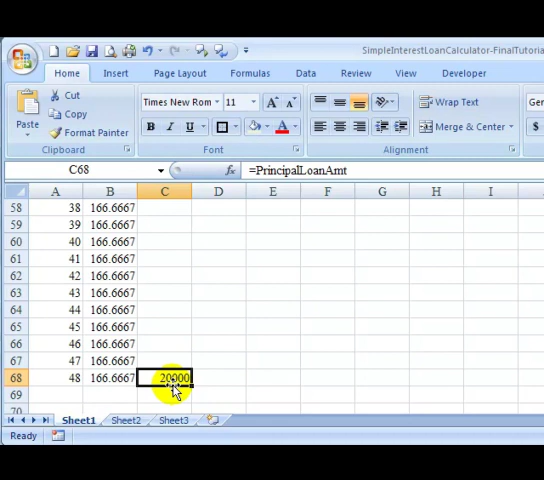 SimpleInterestLoanCalculator-FinalTutoria
Home Insert Page Layout Formulas Data Review View Developer
Cut
Copy
Format Painter
Paste
Clipboard
Times New Rom 11
A A
B I U A
Font
Wrap Text
Merge & Center
Alignment
Gen
$
C68 fx =PrincipalLoanAmt
A B C D E F G H I
58 38 166.6667
59 39 166.6667
60 40 166.6667
61 41 166.6667
62 42 166.6667
63 43 166.6667
64 44 166.6667
65 45 166.6667
66 46 166.6667
67 47 166.6667
68 48 166.6667 20000
69
70
Sheet1 Sheet2 Sheet3
Ready